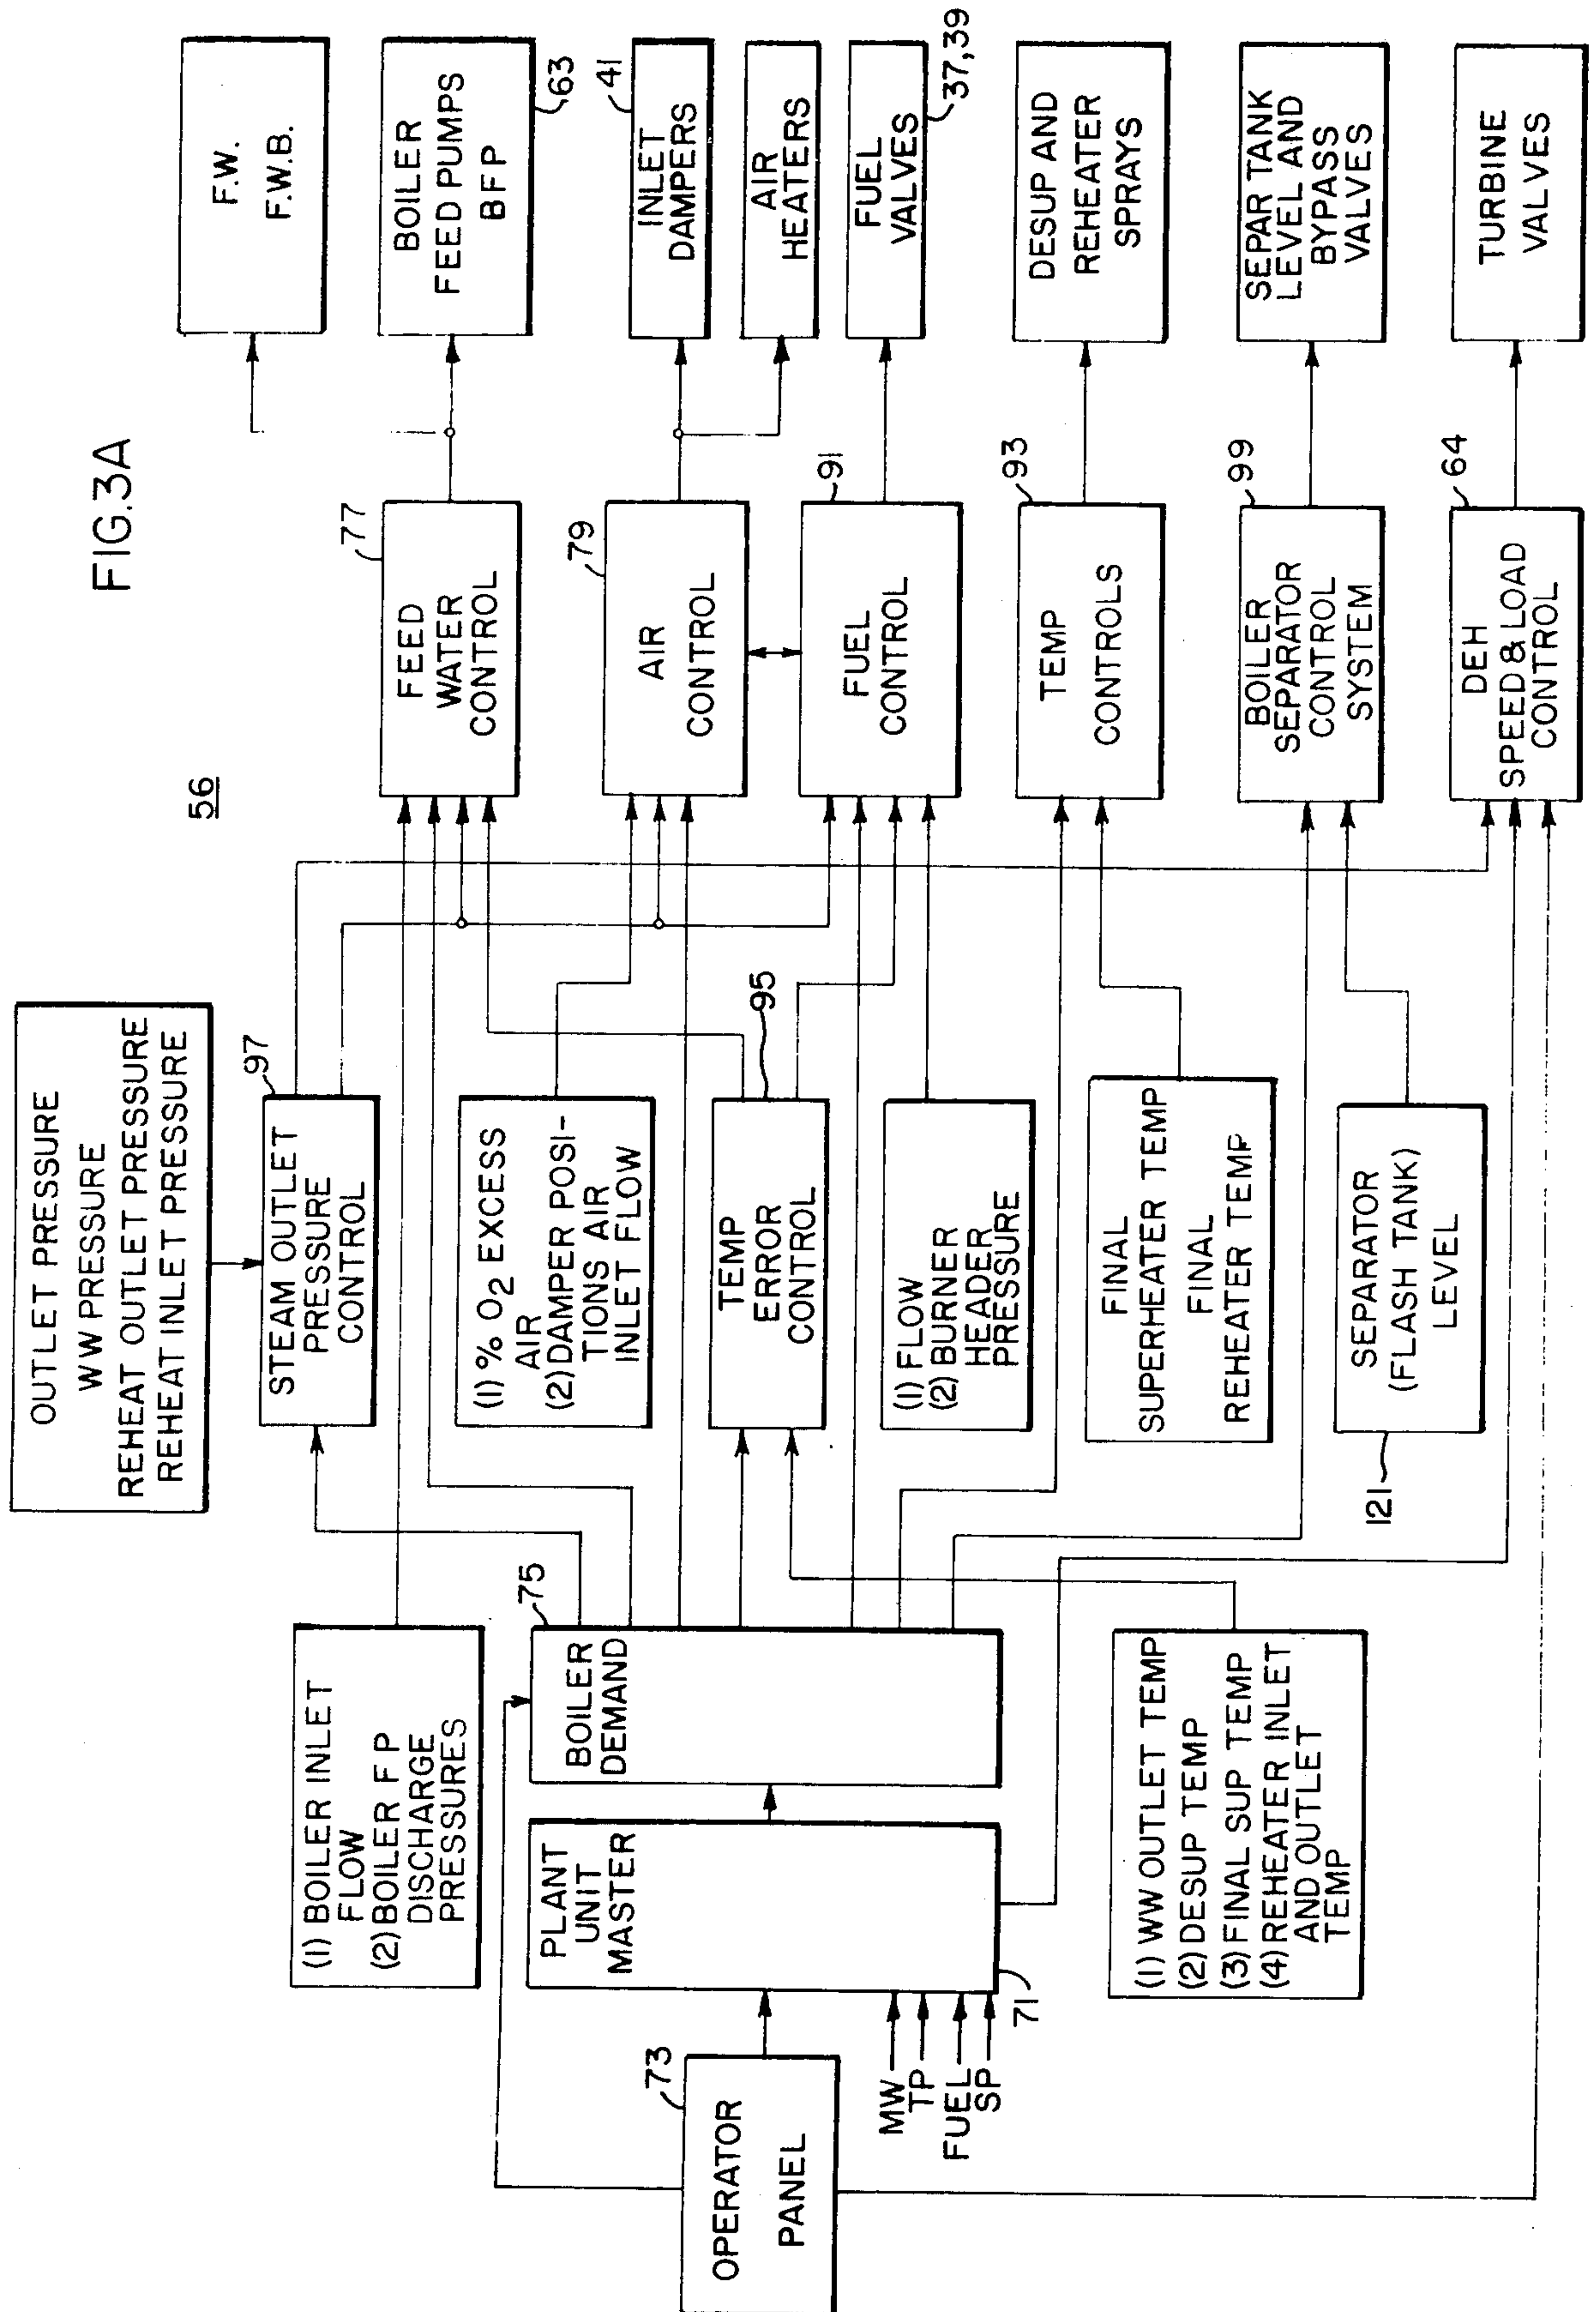 FIG.3A
56
OUTLET PRESSURE
WW PRESSURE
REHEAT OUTLET PRESSURE
REHEAT INLET PRESSURE
97
STEAM OUTLET
PRESSURE
CONTROL
(1) BOILER INLET
FLOW
(2) BOILER F P
DISCHARGE
PRESSURES
73
OPERATOR
PANEL
MW
TP
FUEL
SP
PLANT
UNIT
MASTER
71
75
BOILER
DEMAND
(1) WW OUTLET TEMP
(2) DESUP TEMP
(3) FINAL SUP TEMP
(4) REHEATER INLET
AND OUTLET
TEMP
(1) % O2 EXCESS
AIR
(2) DAMPER POSI-
TIONS AIR
INLET FLOW
95
TEMP
ERROR
CONTROL
(1) FLOW
(2) BURNER
HEADER
PRESSURE
FINAL
SUPERHEATER TEMP
FINAL
REHEATER TEMP
SEPARATOR
(FLASH TANK)
LEVEL
121
77
FEED
WATER
CONTROL
79
AIR
CONTROL
91
FUEL
CONTROL
93
TEMP
CONTROLS
99
BOILER
SEPARATOR
CONTROL
SYSTEM
64
DEH
SPEED & LOAD
CONTROL
F.W.
F.W.B.
BOILER
FEED PUMPS
BFP
63
41
INLET
DAMPERS
AIR
HEATERS
FUEL
VALVES
37,39
DESUP AND
REHEATER
SPRAYS
SEPAR TANK
LEVEL AND
BYPASS
VALVES
TURBINE
VALVES